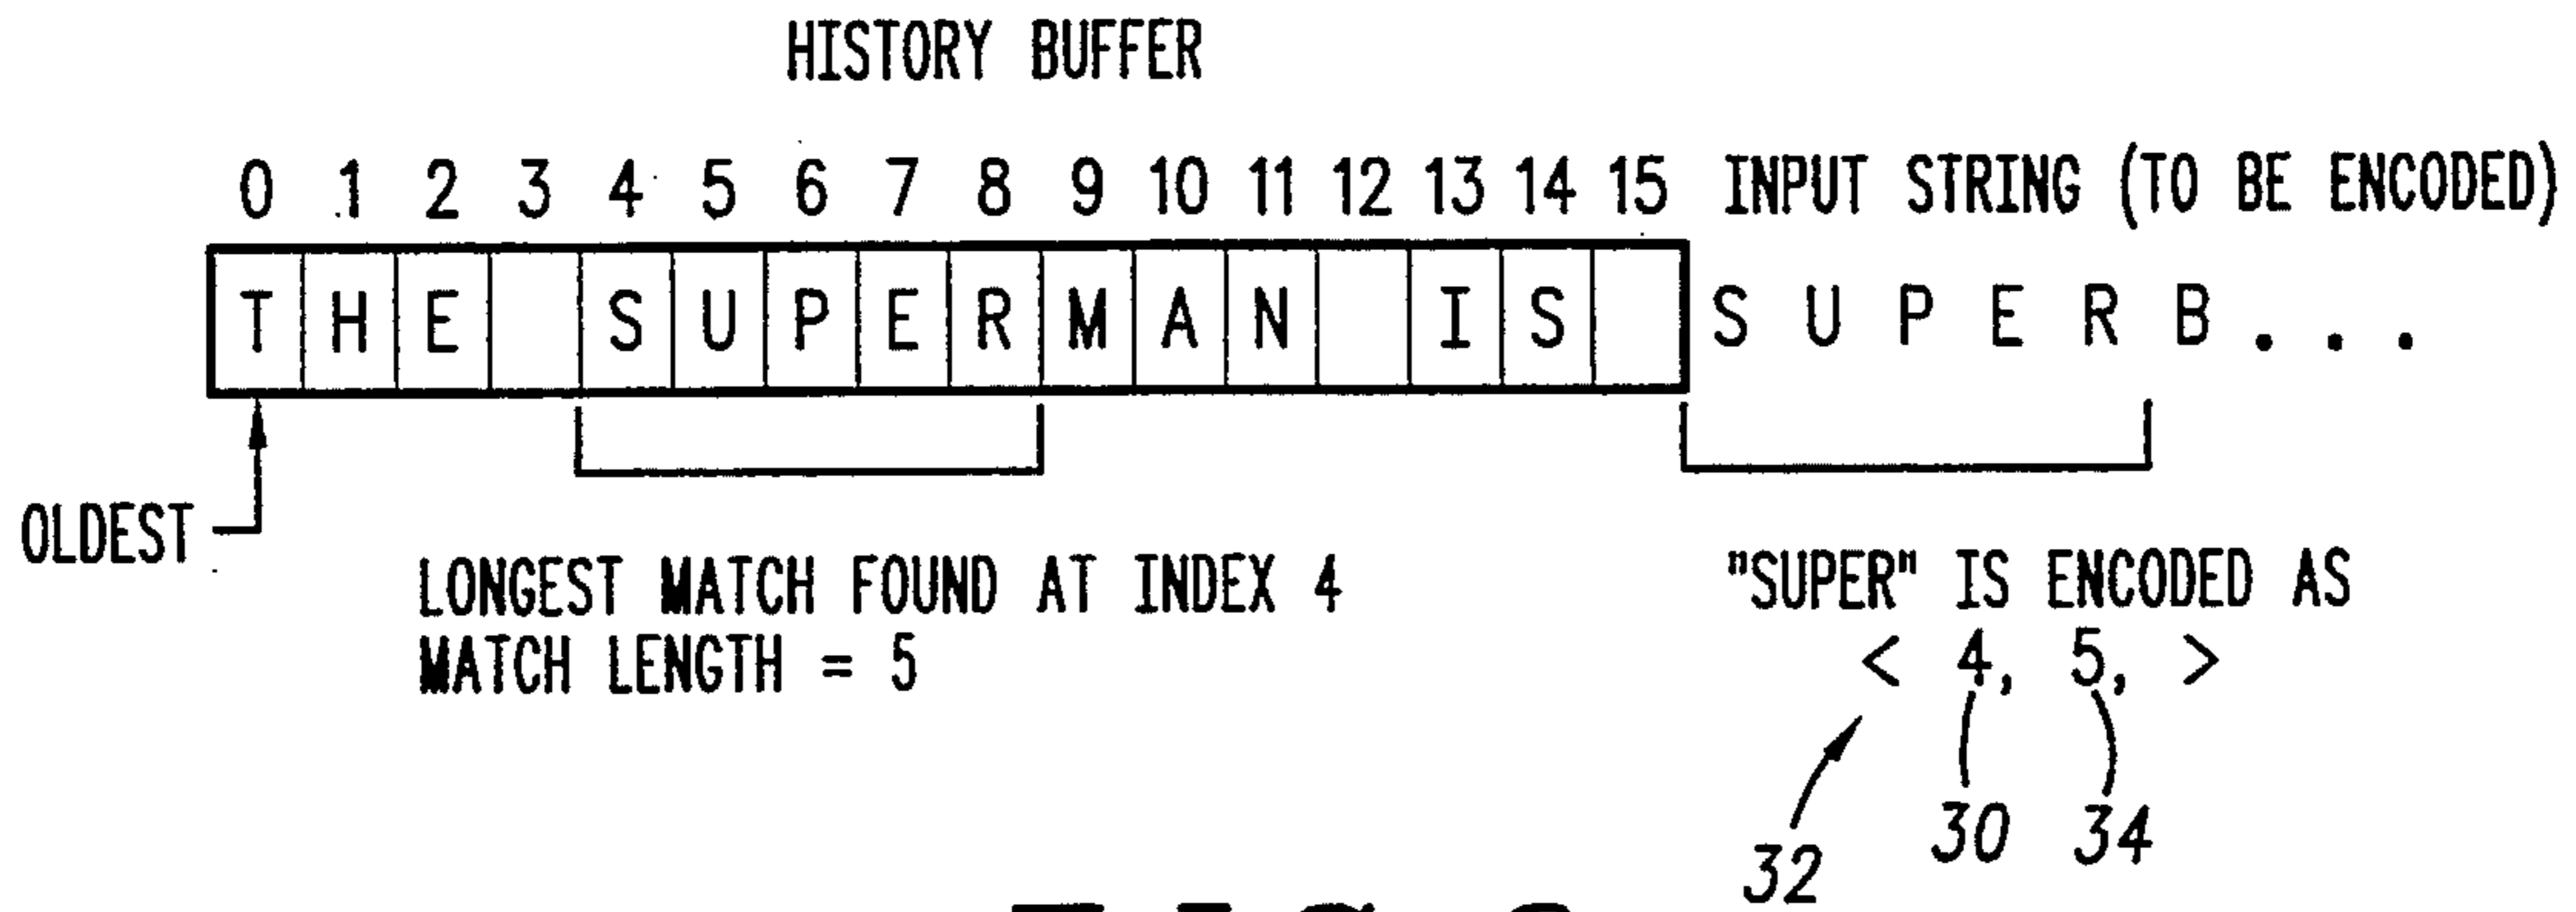 HISTORY BUFFER
0 1 2 3 4 5 6 7 8 9 10 11 12 13 14 15 INPUT STRING (TO BE ENCODED)
T H E S U P E R M A N I S S U P E R B . . .
OLDEST
LONGEST MATCH FOUND AT INDEX 4
MATCH LENGTH = 5
"SUPER" IS ENCODED AS
< 4, 5, >
32 30 34